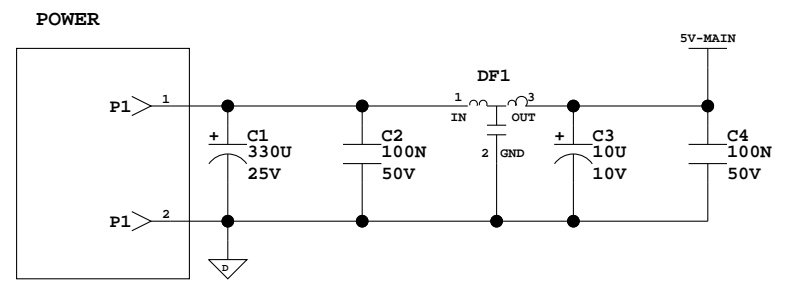 POWER
5V-MAIN
DF1
P1 1
1 3
IN OUT
+ C1
330U
25V
C2
100N
50V
2 GND
+ C3
10U
10V
C4
100N
50V
P1 2
D